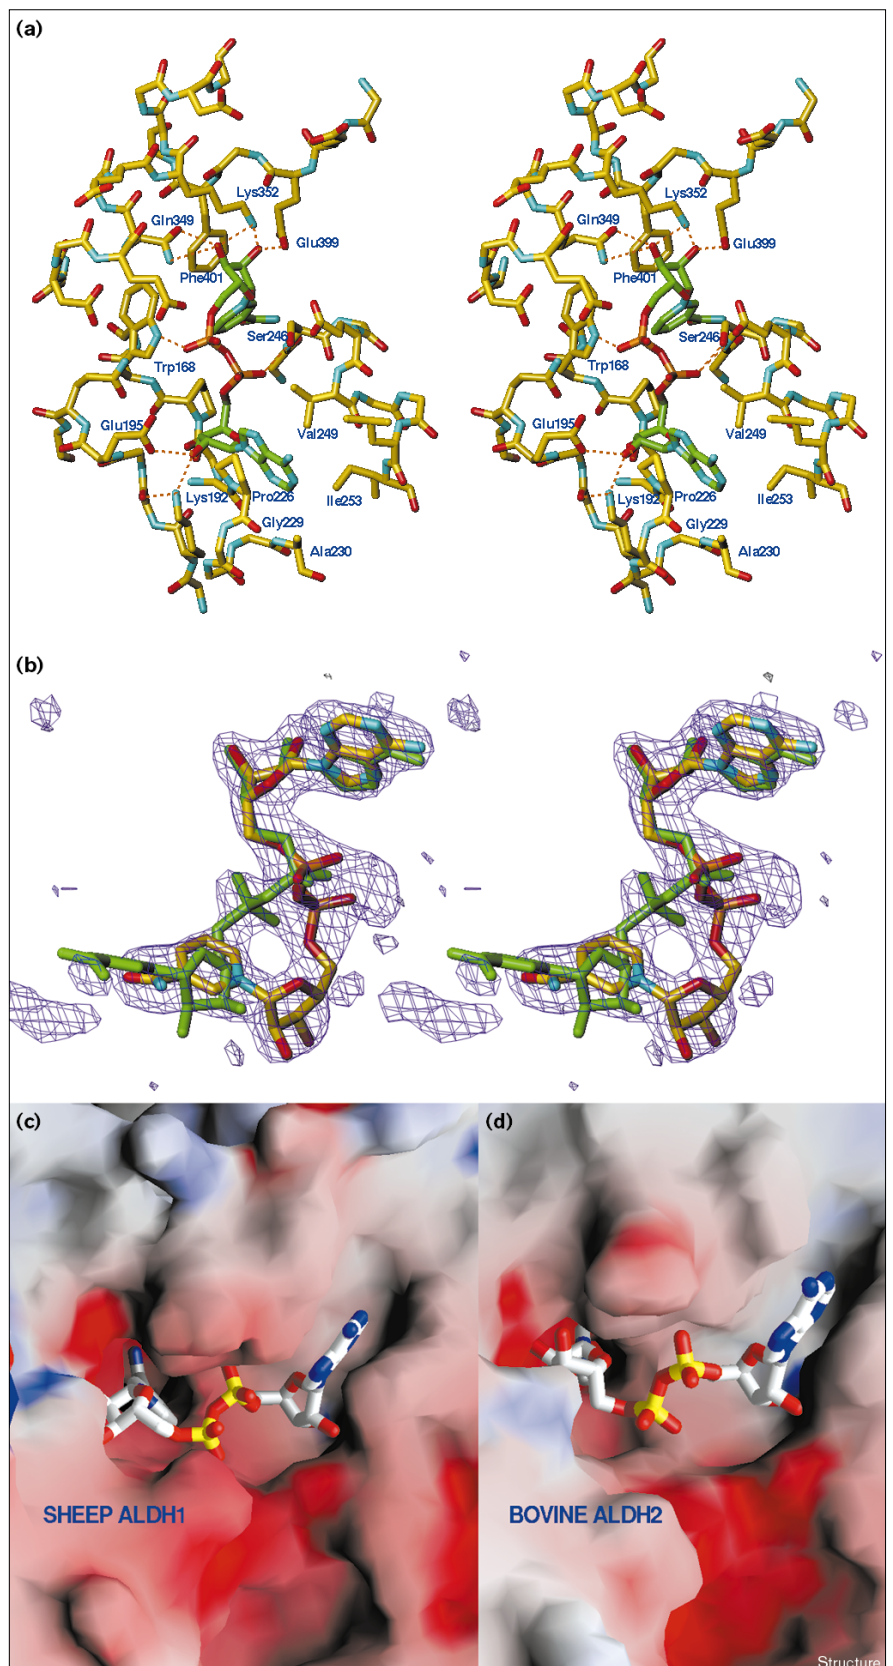 (a)
Lys352
Gln349
Glu399
Phe401
Ser246
Trp168
Glu195
Val249
Lys192
Pro226
Ile253
Gly229
Ala230
Lys352
Gln349
Glu399
Phe401
Ser246
Trp168
Glu195
Val249
Lys192
Pro226
Ile253
Gly229
Ala230
(b)
(c)
SHEEP ALDH1
(d)
BOVINE ALDH2
Structure